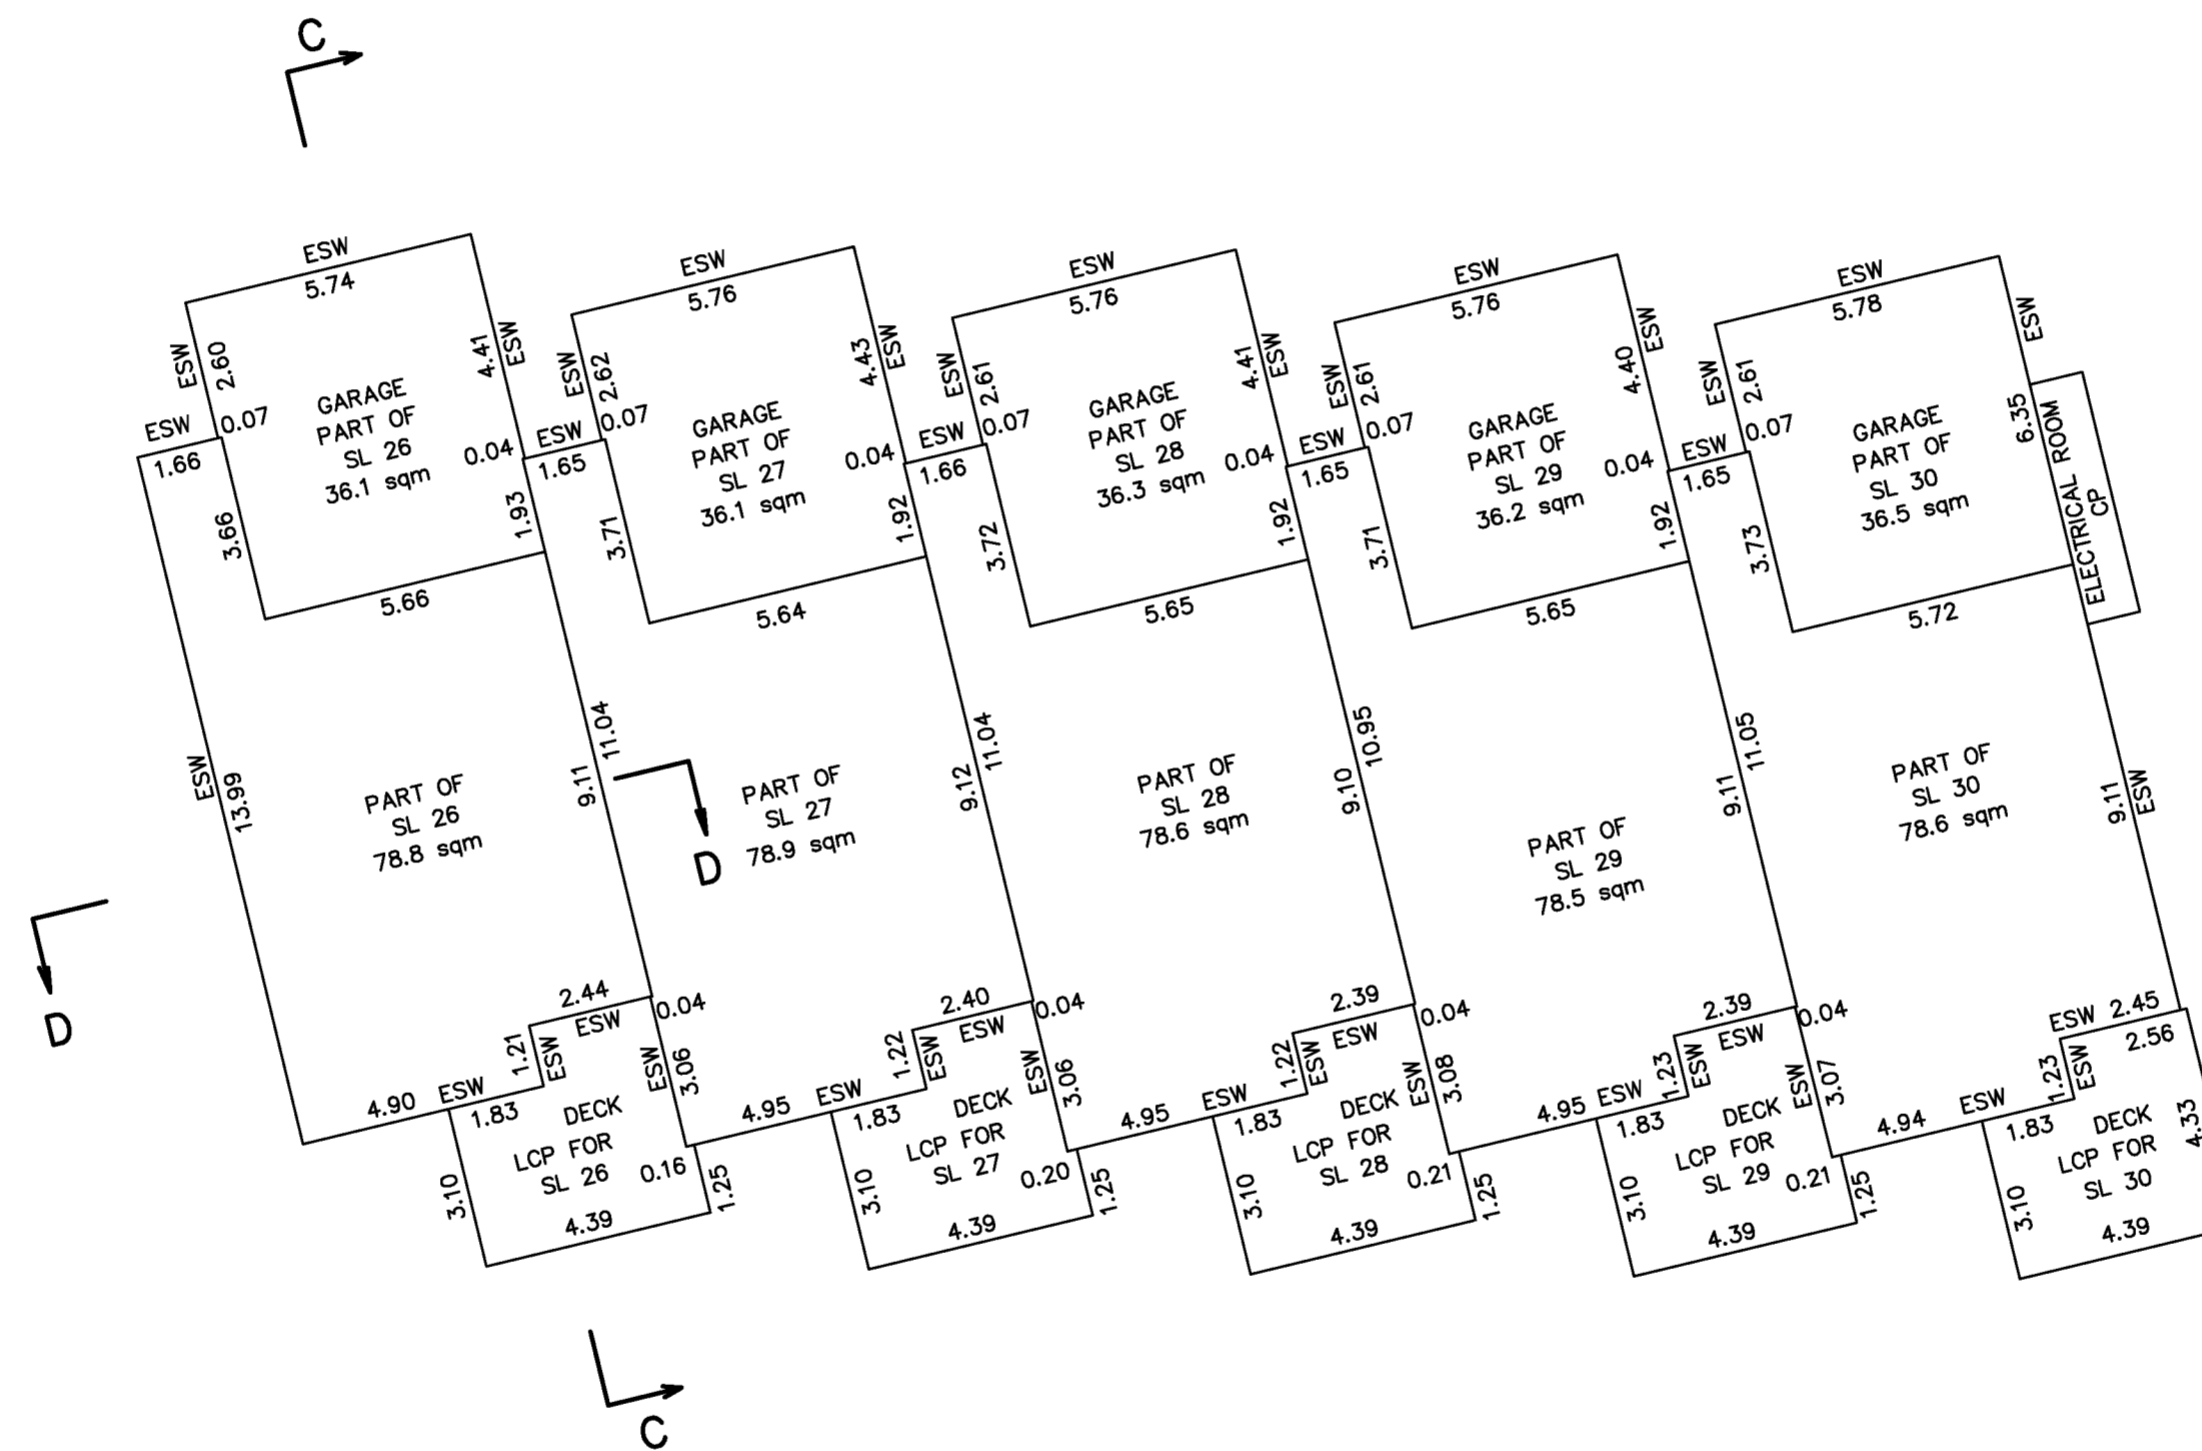 C
ESW
5.74
ESW
2.60
4.41
ESW
GARAGE
PART OF
SL 26
36.1 sqm
0.07
ESW
1.66
3.66
0.04
1.93
5.66
ESW
5.76
ESW
2.62
4.43
ESW
GARAGE
PART OF
SL 27
36.1 sqm
0.07
ESW
1.65
3.71
0.04
1.92
5.64
ESW
5.76
ESW
2.61
4.41
ESW
GARAGE
PART OF
SL 28
36.3 sqm
0.07
ESW
1.66
3.72
0.04
1.92
5.65
ESW
5.76
ESW
2.61
4.40
ESW
GARAGE
PART OF
SL 29
36.2 sqm
0.07
ESW
1.65
3.71
0.04
1.92
5.65
ESW
5.78
ESW
2.61
ESW
6.35
GARAGE
PART OF
SL 30
36.5 sqm
0.07
ESW
1.65
3.73
5.72
ELECTRICAL ROOM
CP
ESW
13.99
PART OF
SL 26
78.8 sqm
9.11
11.04
D
PART OF
SL 27
78.9 sqm
9.12
11.04
PART OF
SL 28
78.6 sqm
9.10
10.95
PART OF
SL 29
78.5 sqm
9.11
11.05
PART OF
SL 30
78.6 sqm
9.11
ESW
D
2.44
ESW
0.04
1.21
ESW
ESW
3.06
4.90
ESW
1.83
DECK
LCP FOR
SL 26
0.16
1.25
3.10
4.39
2.40
ESW
0.04
1.22
ESW
ESW
3.06
4.95
ESW
1.83
DECK
LCP FOR
SL 27
0.20
1.25
3.10
4.39
2.39
ESW
0.04
1.22
ESW
ESW
3.08
4.95
ESW
1.83
DECK
LCP FOR
SL 28
0.21
1.25
3.10
4.39
2.39
ESW
0.04
1.23
ESW
ESW
3.07
4.95
ESW
1.83
DECK
LCP FOR
SL 29
0.21
1.25
3.10
4.39
ESW
2.45
2.56
1.23
ESW
4.94
ESW
1.83
DECK
LCP FOR
SL 30
4.33
3.10
4.39
C